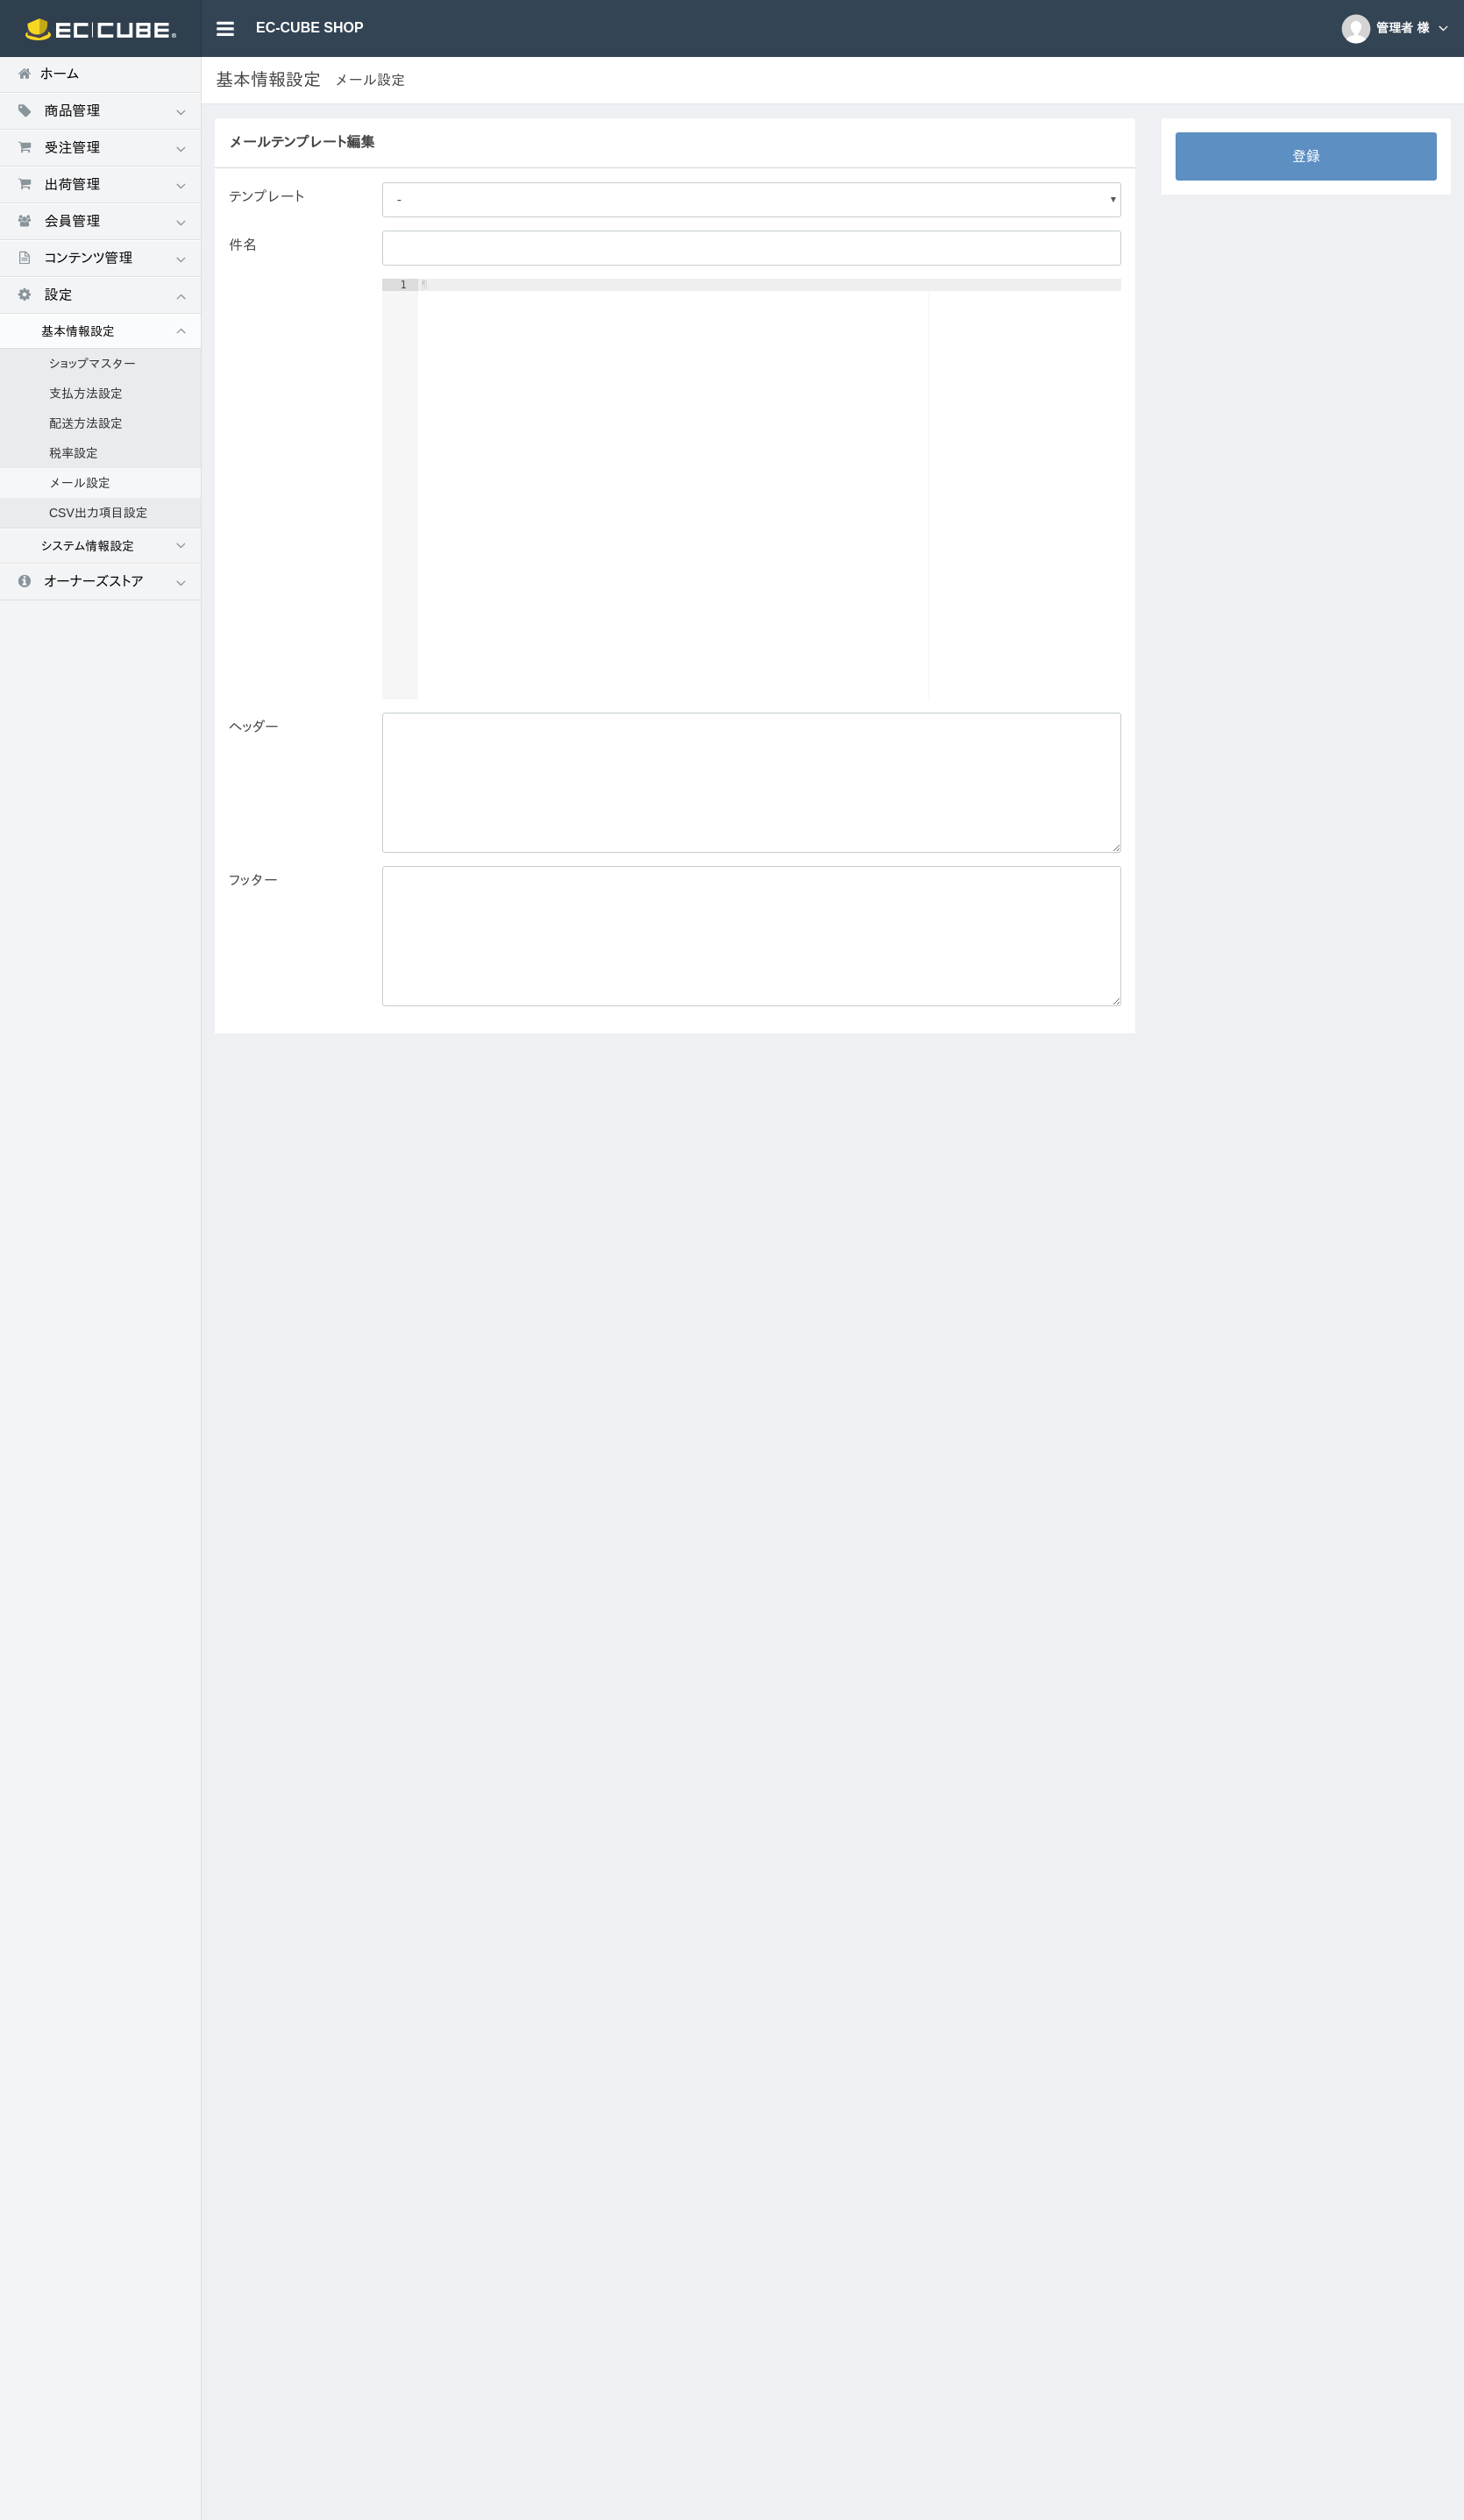 EC CUBE®
EC-CUBE SHOP
管理者 様
ホーム
商品管理
受注管理
出荷管理
会員管理
コンテンツ管理
設定
基本情報設定
ショップマスター
支払方法設定
配送方法設定
税率設定
メール設定
CSV出力項目設定
システム情報設定
オーナーズストア
基本情報設定 メール設定
メールテンプレート編集
テンプレート
-
件名
1 ¶
ヘッダー
フッター
登録